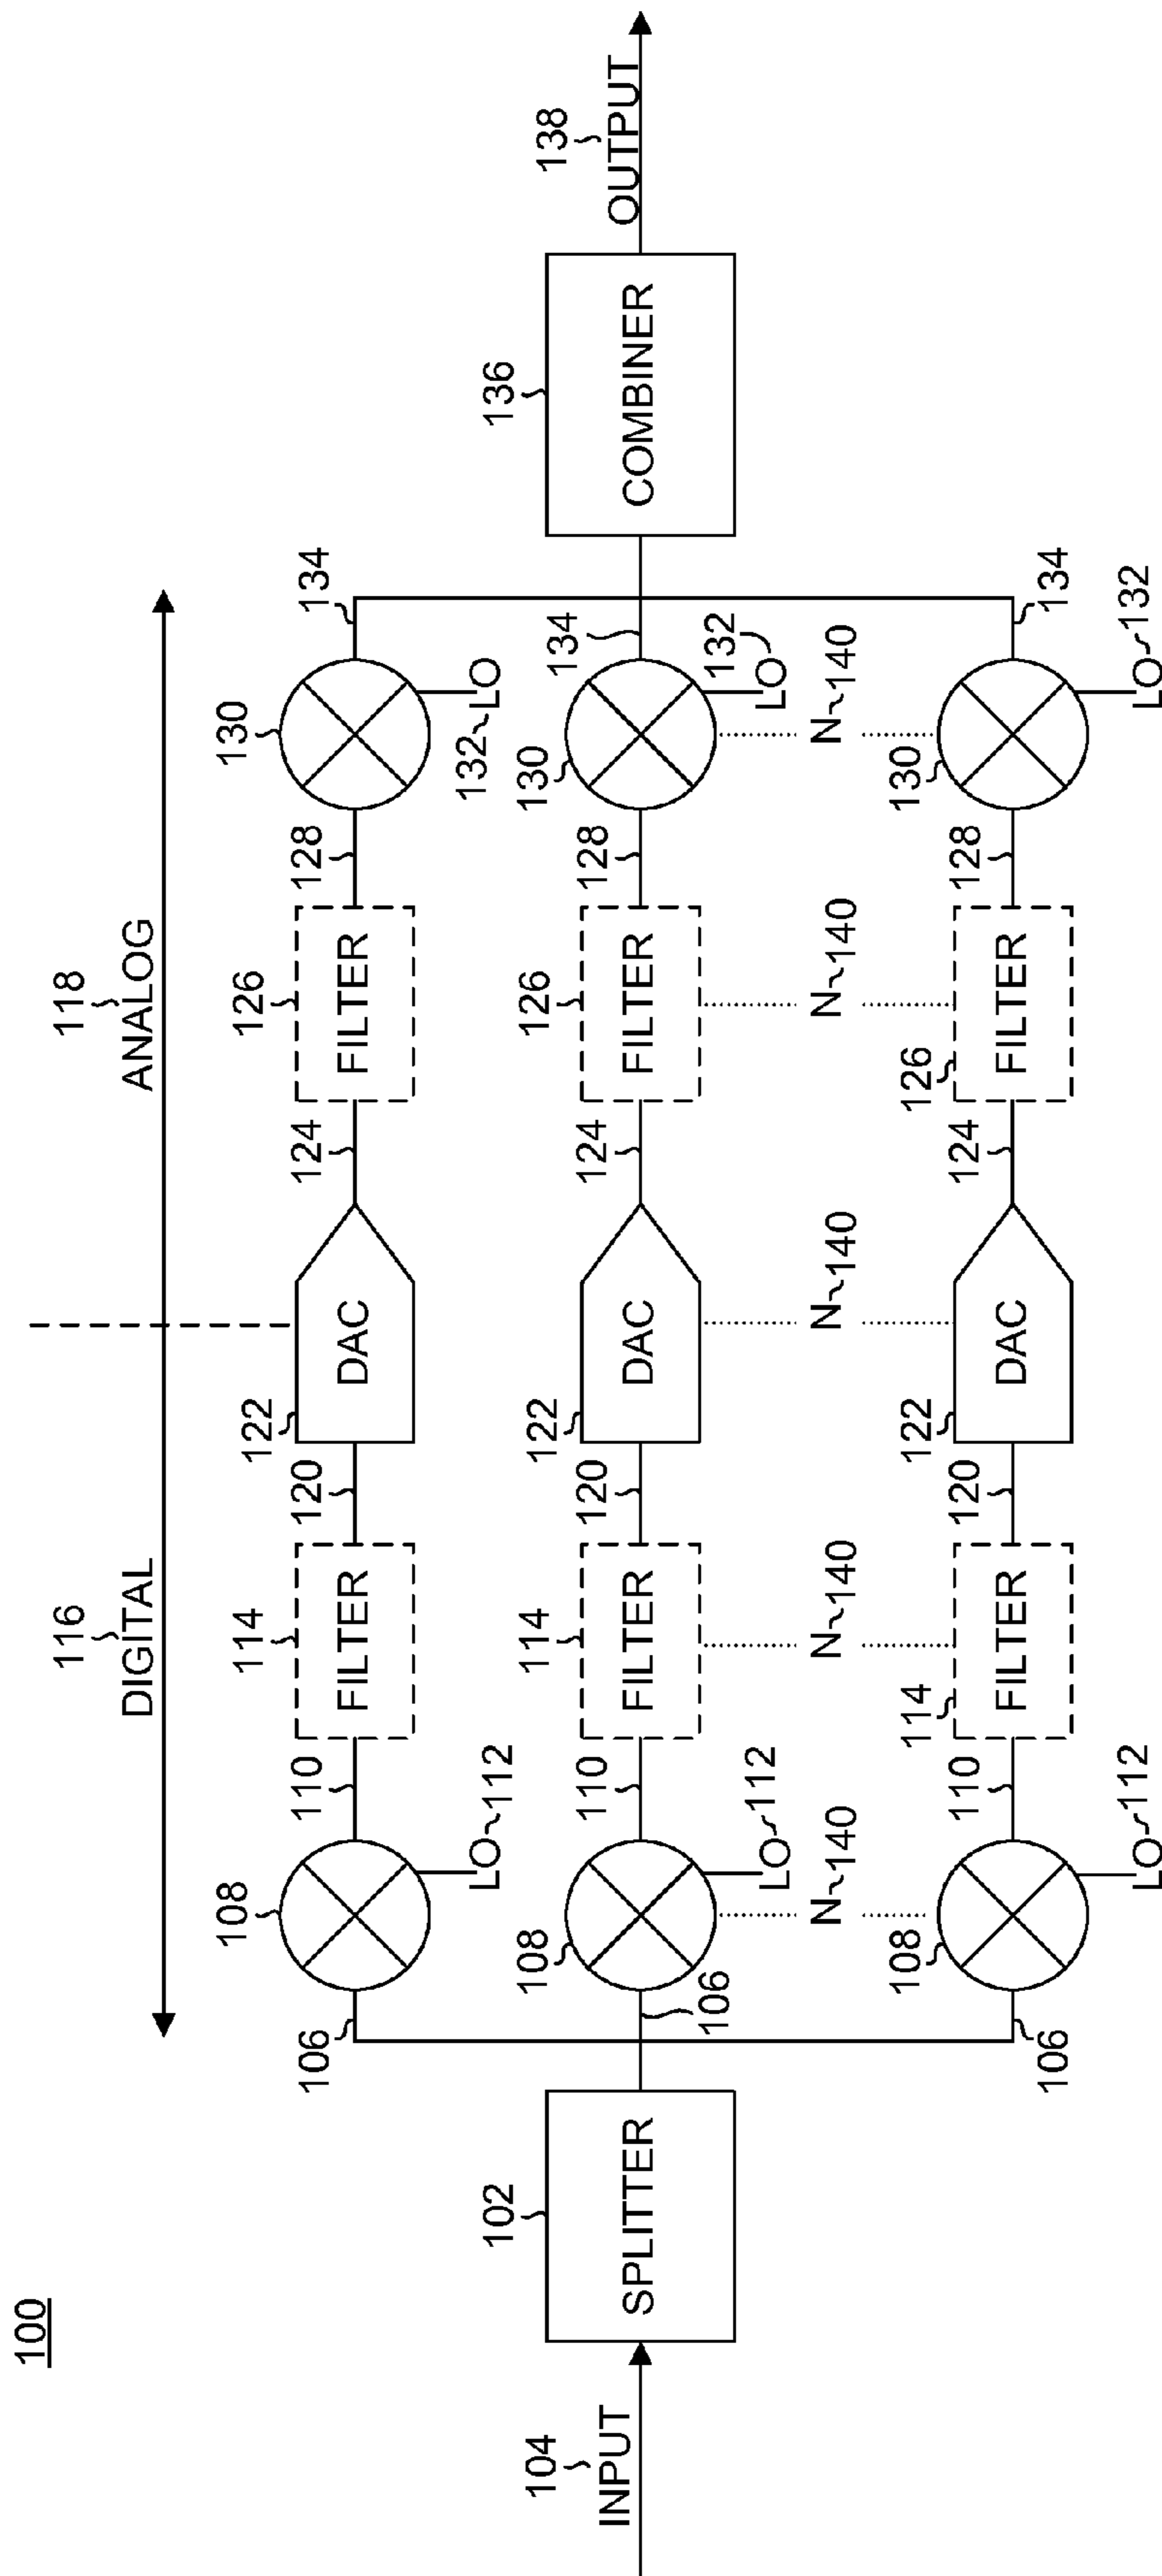 100
116
DIGITAL
118
ANALOG
104
INPUT
102
SPLITTER
106
108
LO 112
110
114
FILTER
120
122
DAC
124
126
FILTER
128
130
132 LO
134
106
108
LO 112
110
114
FILTER
120
122
DAC
124
126
FILTER
128
130
LO 132
134
N 140
N 140
N 140
N 140
N 140
106
108
LO 112
110
114
FILTER
120
122
DAC
124
126
FILTER
128
130
LO 132
134
136
COMBINER
138
OUTPUT